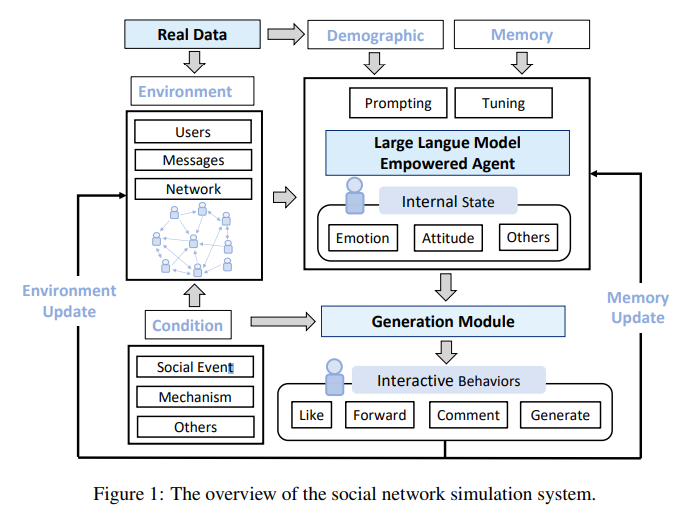 Real Data
Demographic
Memory
Environment
Prompting
Tuning
Users
Messages
Network
Large Langue Model
Empowered Agent
Internal State
Emotion
Attitude
Others
Environment
Update
Memory
Update
Condition
Generation Module
Social Event
Mechanism
Others
Interactive Behaviors
Like
Forward
Comment
Generate
Figure 1: The overview of the social network simulation system.